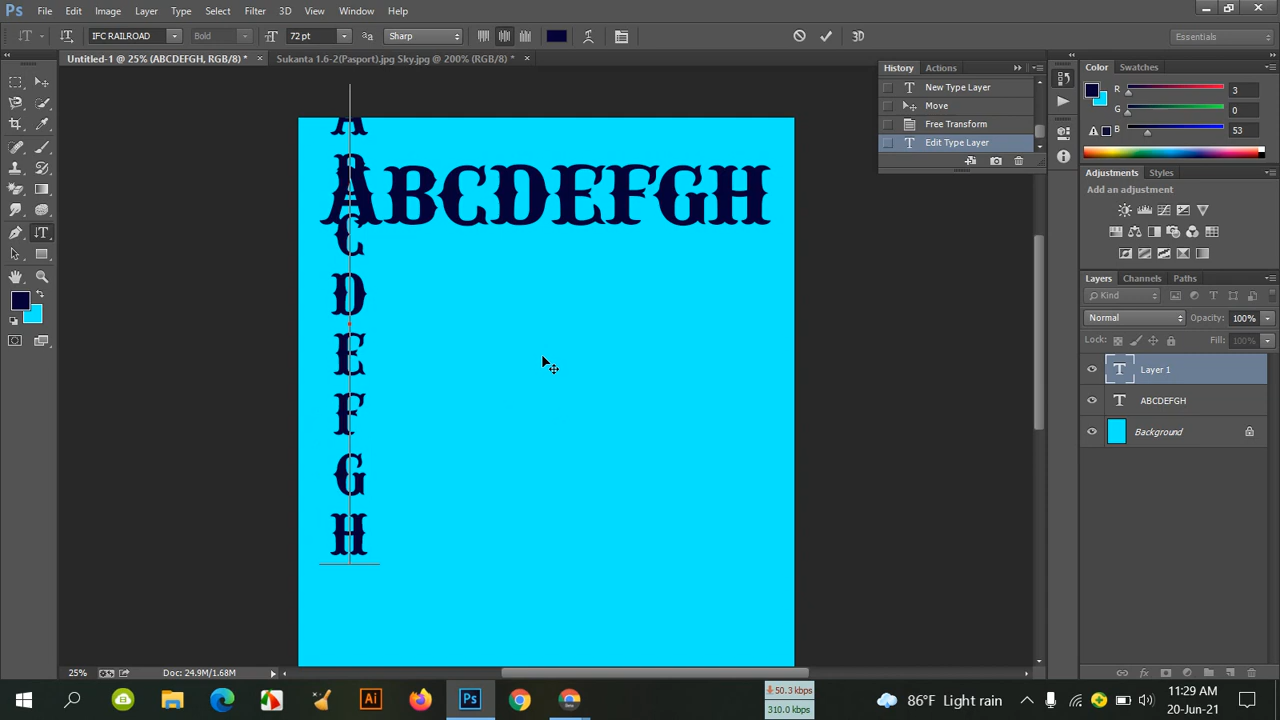 Ps File Edit Image Layer Type Select Filter 3D View Window Help
IFC RAILROAD Bold 72 pt Sharp 3D Essentials
Untitled-1 @ 25% (ABCDEFGH, RGB/8) * × Sukanta 1.6-2(Pasport).jpg Sky.jpg @ 200% (RGB/8) * ×
History Actions
New Type Layer
Move
Free Transform
Edit Type Layer
Color Swatches
R 3
G 0
B 53
Adjustments Styles
Add an adjustment
Layers Channels Paths
Kind
Normal Opacity: 100%
Lock: Fill: 100%
Layer 1
ABCDEFGH
Background
ABCDEFGH
A
B
C
D
E
F
G
H
25% Doc: 24.9M/1.68M
Ai Ps 50.3 kbps
310.0 kbps
86°F Light rain
11:29 AM
20-Jun-21